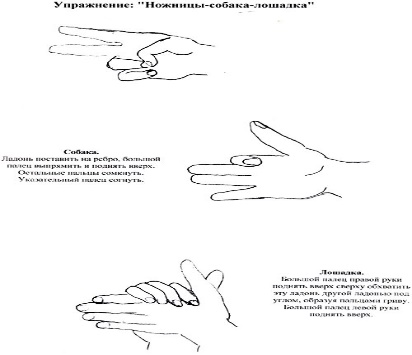 Упражнение: "Ножницы-собака-лошадка"
Собака.
Ладонь поставить на ребро, большой
палец выпрямить и поднять вверх.
Остальные пальцы сомкнуть.
Указательный палец согнуть.
Лошадка.
Большой палец правой руки
поднять вверх сверху обхватить
эту ладонь другой ладонью под
углом, образуя пальцами гриву.
Большой палец левой руки
поднять вверх.